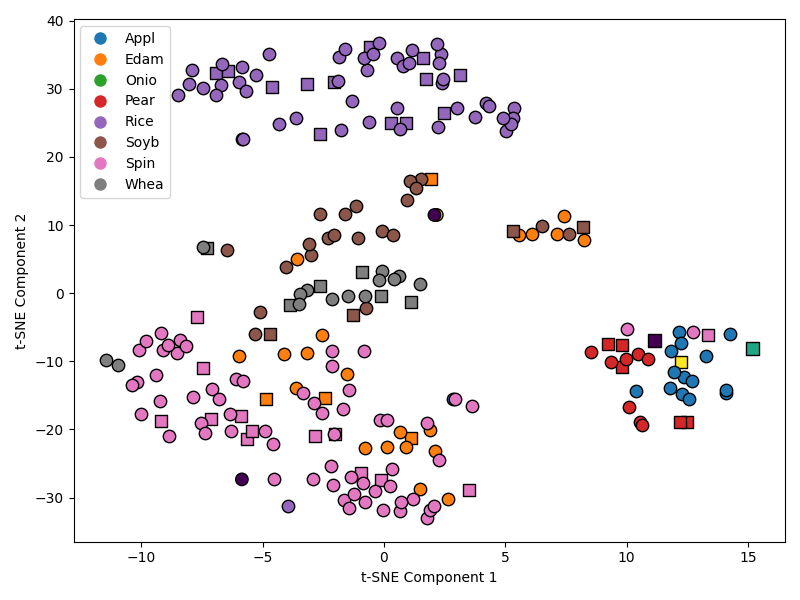 40
30
20
10
0
−10
−20
−30
−10
−5
0
5
10
15
t-SNE Component 1
t-SNE Component 2
Appl
Edam
Onio
Pear
Rice
Soyb
Spin
Whea